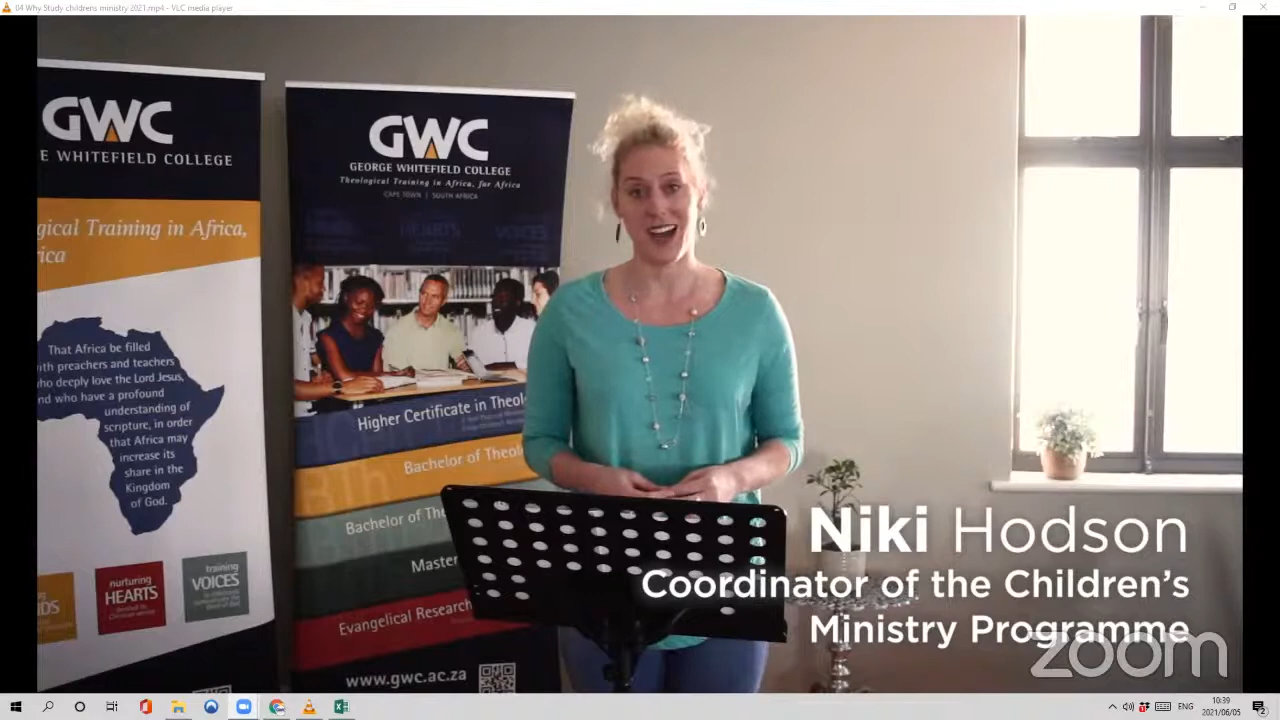 04 Why Study childrens ministry 2021.mp4 - VLC media player
GWC
E WHITEFIELD COLLEGE
gical Training in Africa,
ica
That Africa be filled
ith preachers and teachers
ho deeply love the Lord Jesus,
nd who have a profound
understanding of
scripture, in order
that Africa may
increase its
share in the
Kingdom
of God.
nurturing
HEARTS
training
VOICES
GWC
GEORGE WHITEFIELD COLLEGE
Theological Training in Africa, for Africa
CAPE TOWN | SOUTH AFRICA
Higher Certificate in Theolo
Bachelor of Theol
Bachelor of The
Master
Evangelical Research
www.gwc.ac.za
Niki Hodson
Coordinator of the Children's
Ministry Programme
zoom
ENG
10:39
2021/06/05